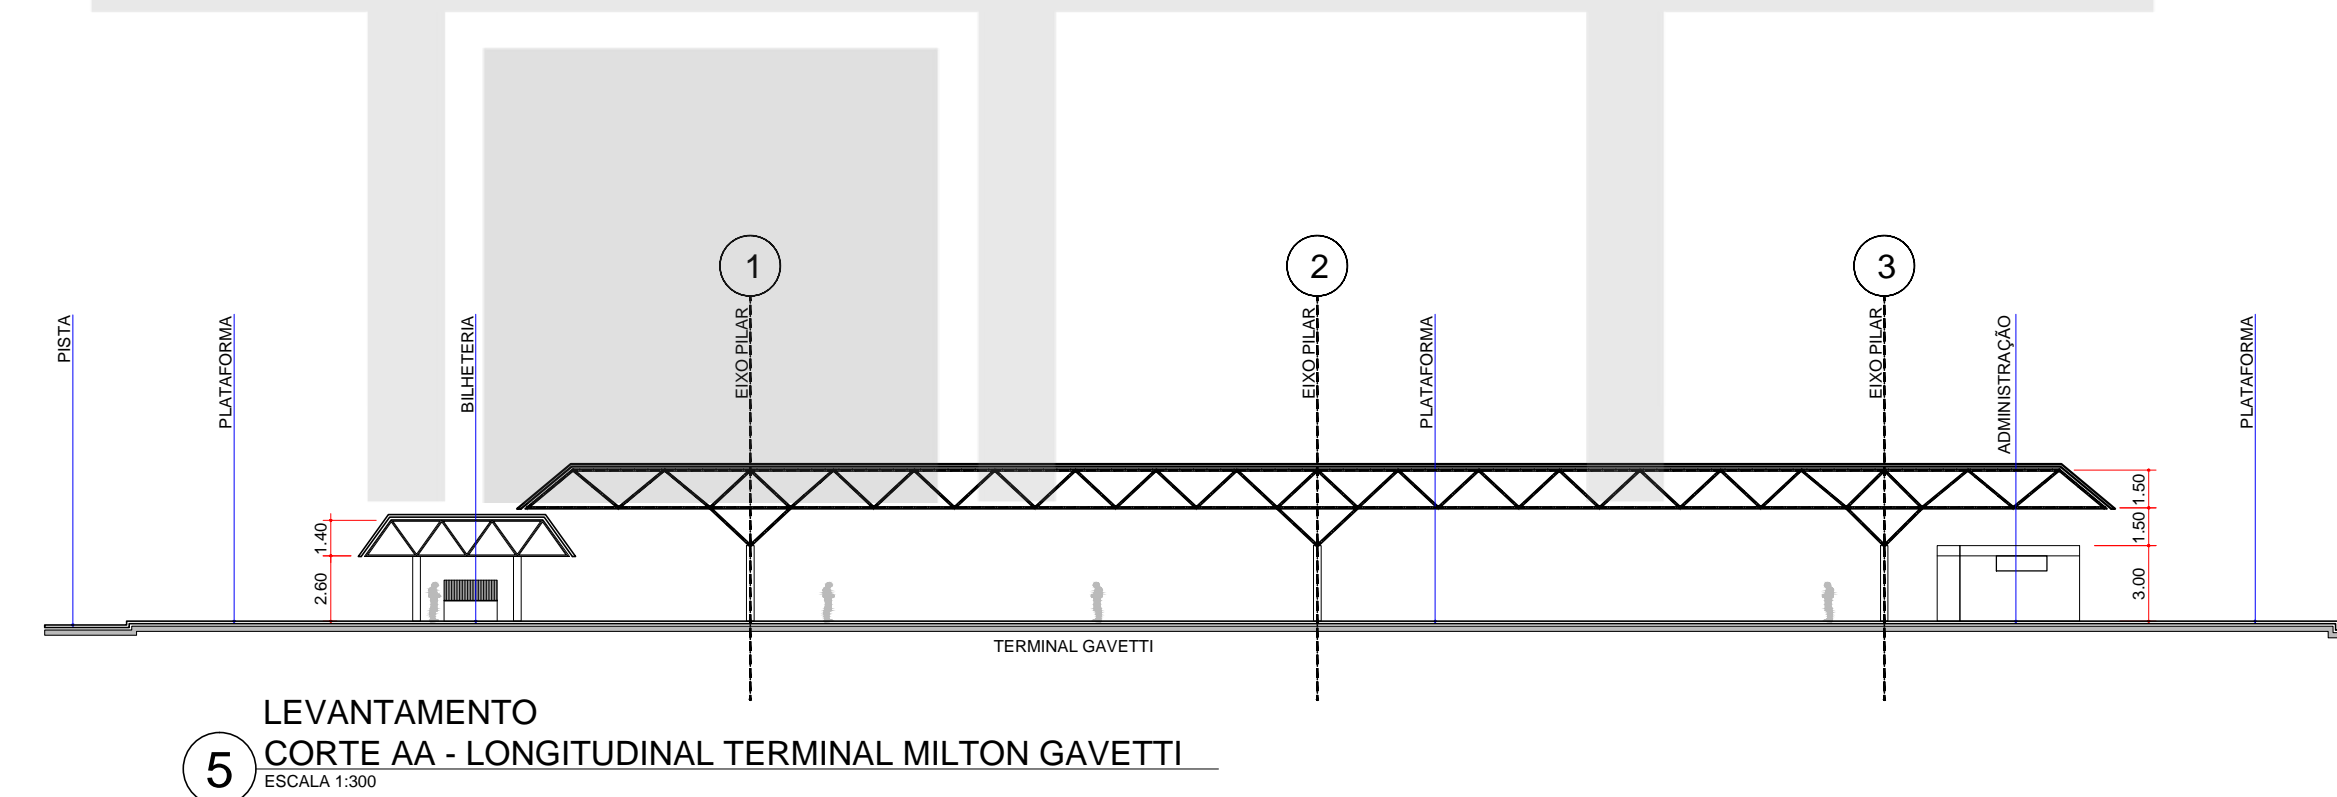 1
2
3
PISTA
PLATAFORMA
BILHETERIA
EIXO PILAR
EIXO PILAR
PLATAFORMA
EIXO PILAR
ADMINISTRAÇÃO
PLATAFORMA
1.40
2.60
1.50
1.50
3.00
TERMINAL GAVETTI
LEVANTAMENTO
5 CORTE AA - LONGITUDINAL TERMINAL MILTON GAVETTI
ESCALA 1:300